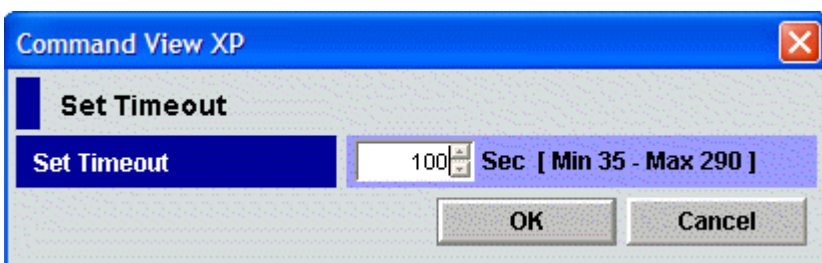 Command View XP
Set Timeout
Set Timeout 100 Sec [ Min 35 - Max 290 ]
OK Cancel